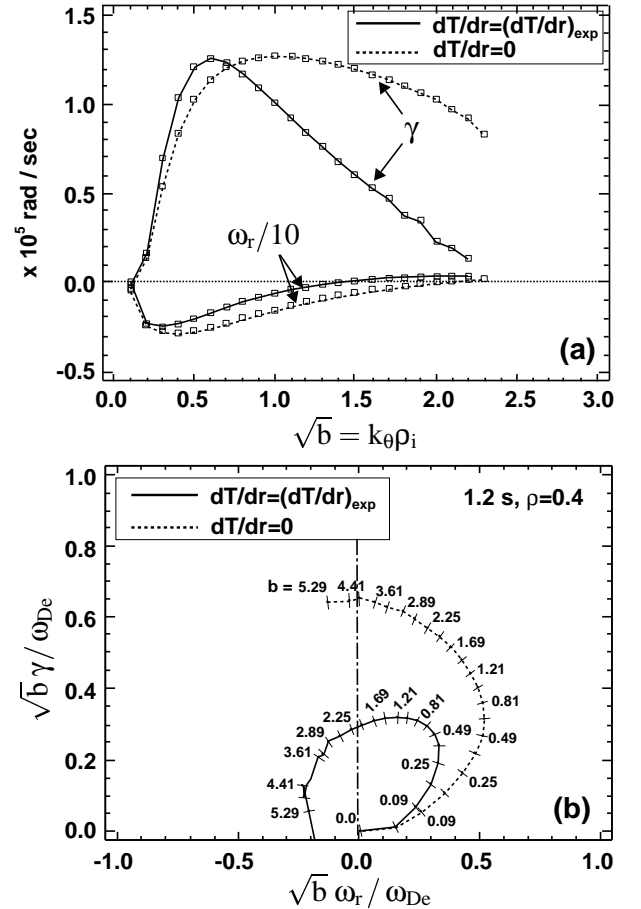 dT/dr=(dT/dr)exp
dT/dr=0
1.5
1.0
0.5
0.0
-0.5
x 10⁵ rad / sec
γ
ωr/10
(a)
0.0 0.5 1.0 1.5 2.0 2.5 3.0
√b = kθρi
dT/dr=(dT/dr)exp
dT/dr=0
1.2 s, ρ=0.4
1.0
0.8
0.6
0.4
0.2
0.0
√b γ/ωDe
b = 5.29 4.41 3.61 2.89 2.25 1.69 1.21 0.81 0.49 0.25 0.09
0.0 0.09 0.25 0.49 0.81 1.21 1.69 2.25 2.89 3.61 4.41 5.29
(b)
-1.0 -0.5 0.0 0.5 1.0
√b ωr/ωDe